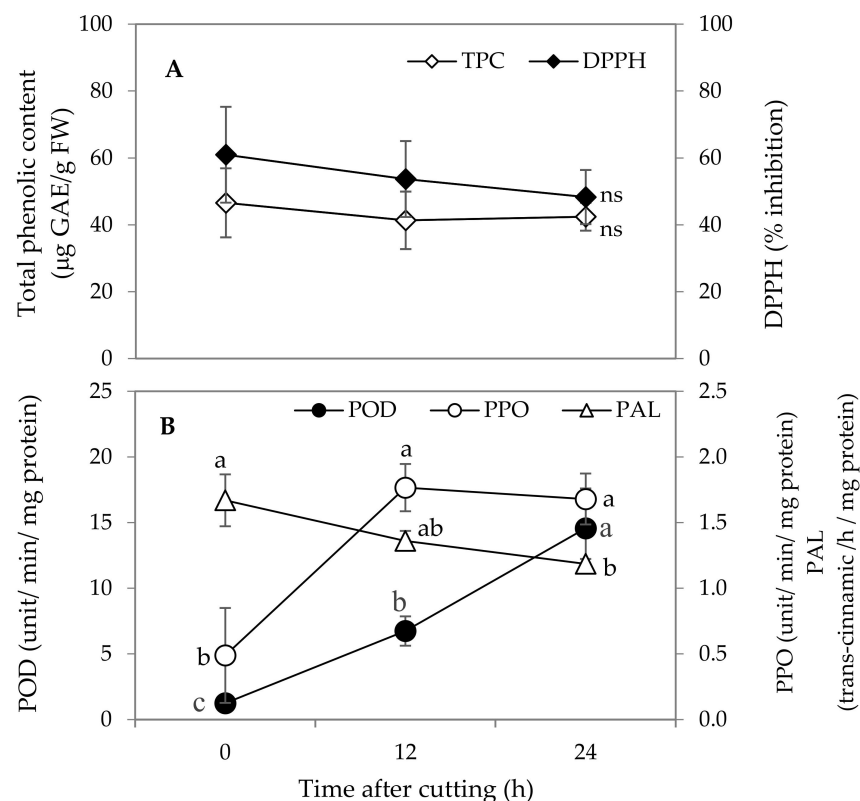 100
80
60
40
20
0
Total phenolic content
(µg GAE/g FW)
A
TPC
DPPH
ns
ns
100
80
60
40
20
0
DPPH (% inhibition)
25
20
15
10
5
0
POD (unit/ min/ mg protein)
B
POD
PPO
PAL
a
a
ab
a
a
b
b
b
c
2.5
2.0
1.5
1.0
0.5
0.0
PPO (unit/ min/ mg protein)
PAL
(trans-cinnamic /h / mg protein)
0
12
24
Time after cutting (h)